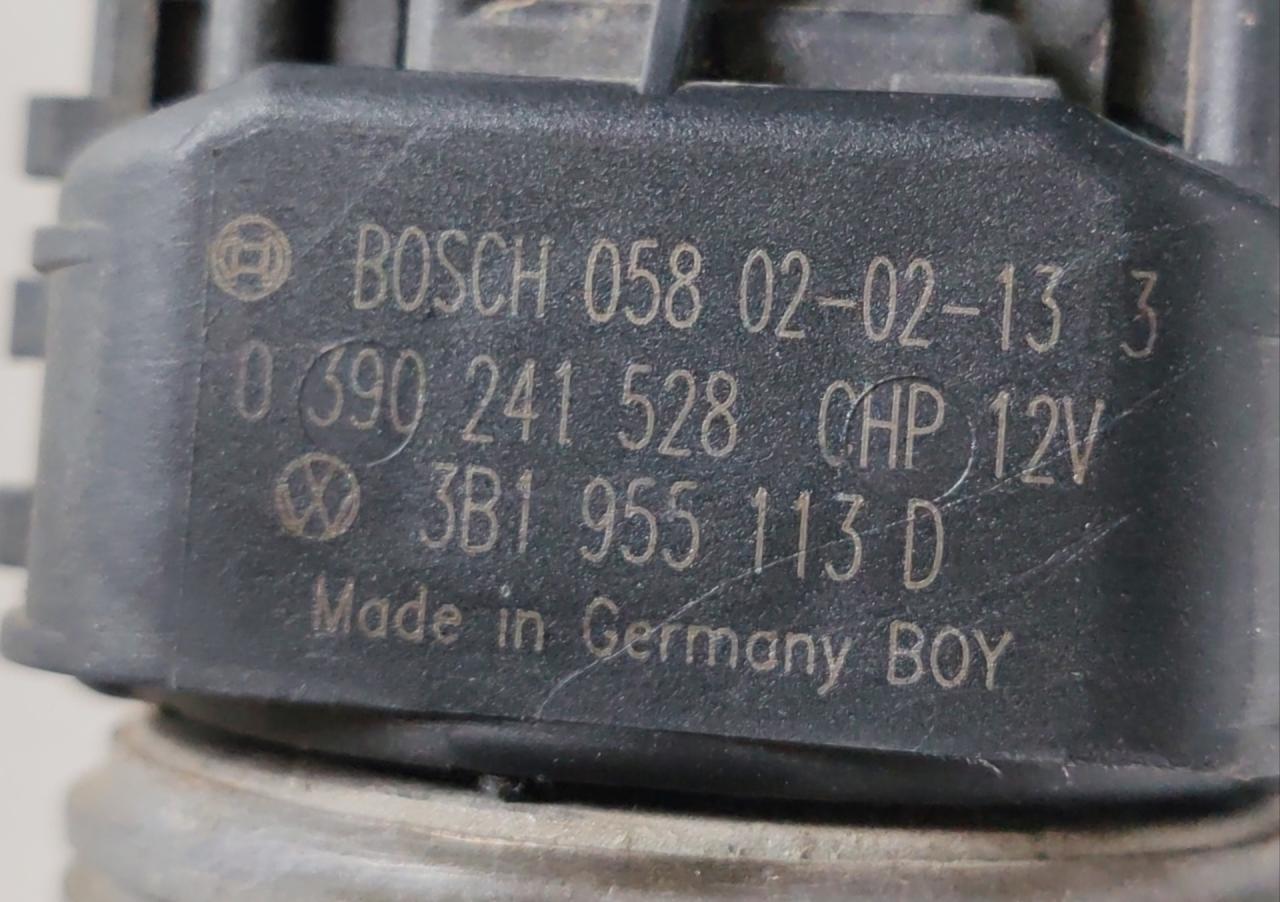 BOSCH 058 02-02-13 3
0 390 241 528 CHP 12V
3B1 955 113 D
Made in Germany BOY